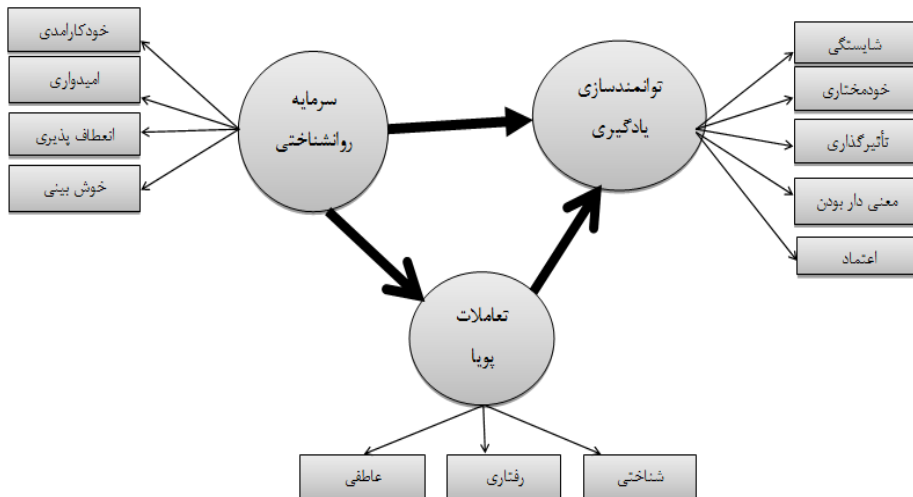 خودکارامدی
امیدواری
انعطاف پذیری
خوش بینی
سرمایه
روانشناختی
توانمندسازی
یادگیری
شایستگی
خودمختاری
تأثیرگذاری
معنی دار بودن
اعتماد
تعاملات
پویا
شناختی
رفتاری
عاطفی